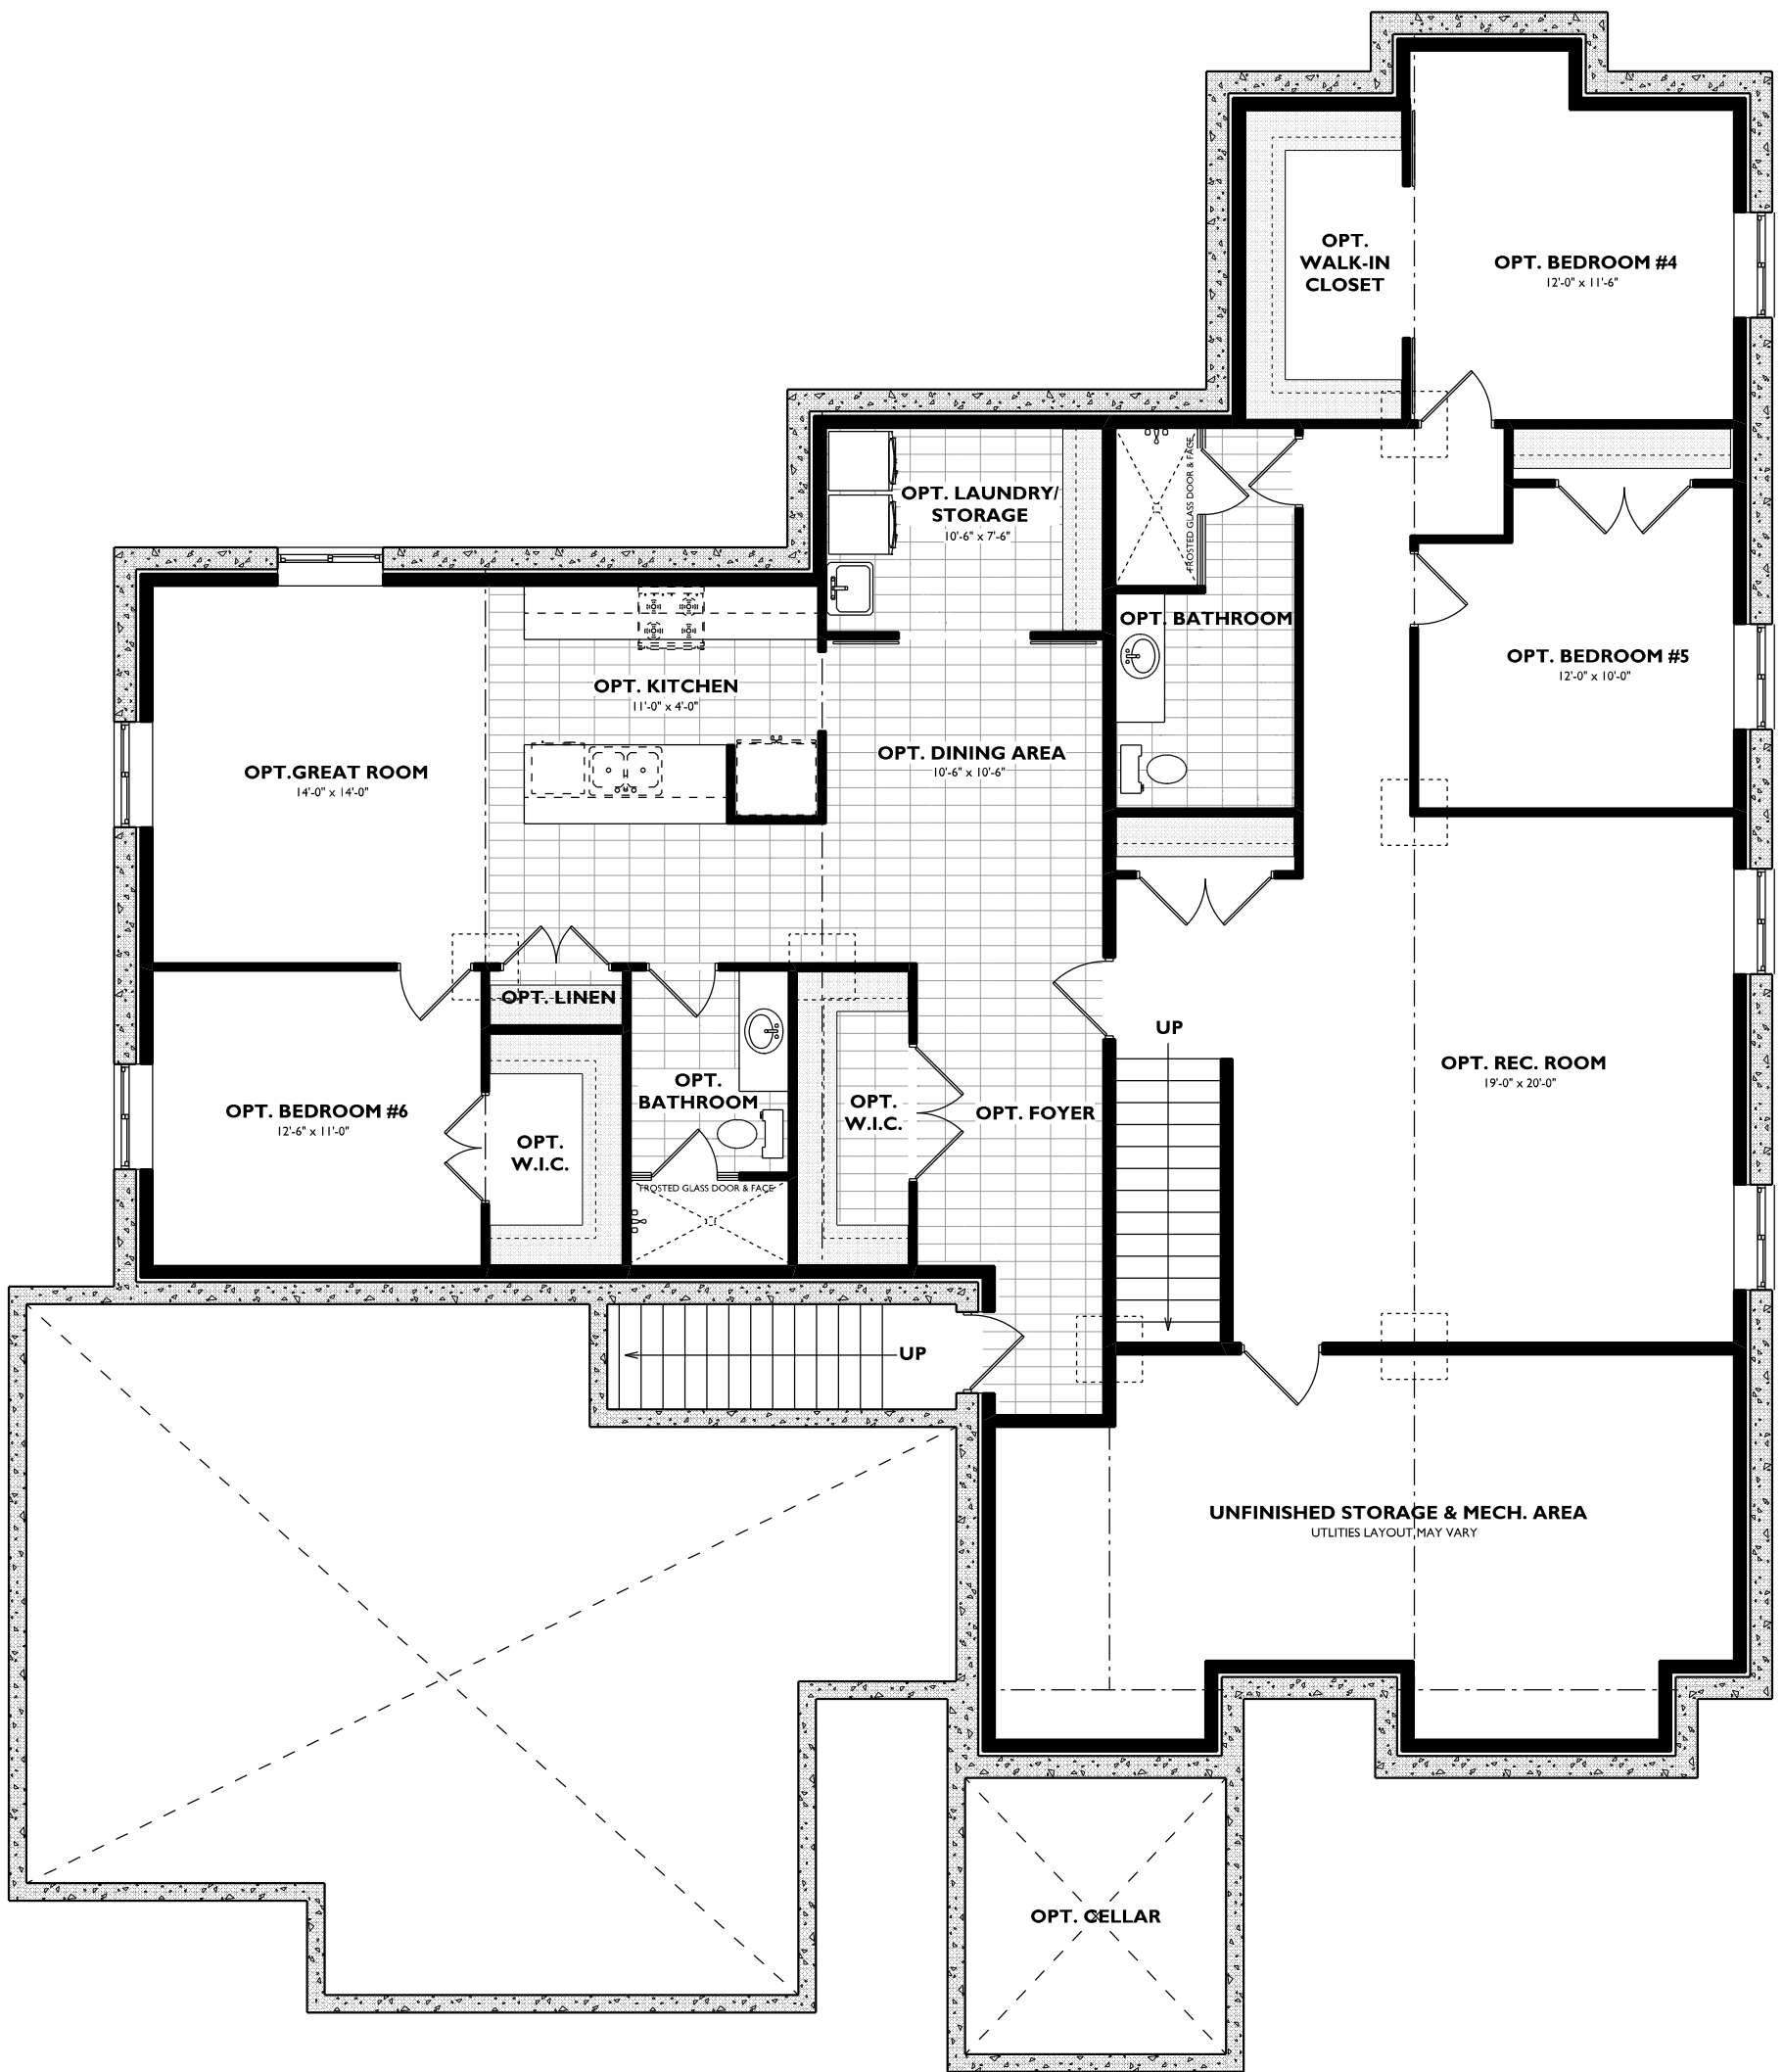 OPT.
WALK-IN
CLOSET
OPT. BEDROOM #4
12'-0" x 11'-6"
OPT. LAUNDRY/
STORAGE
10'-6" x 7'-6"
FROSTED GLASS DOOR & FACE
OPT. BATHROOM
OPT. BEDROOM #5
12'-0" x 10'-0"
OPT. KITCHEN
11'-0" x 4'-0"
OPT. DINING AREA
10'-6" x 10'-6"
OPT.GREAT ROOM
14'-0" x 14'-0"
OPT. LINEN
UP
OPT. REC. ROOM
19'-0" x 20'-0"
OPT. BEDROOM #6
12'-6" x 11'-0"
OPT.
W.I.C.
OPT.
BATHROOM
FROSTED GLASS DOOR & FACE
OPT.
W.I.C.
OPT. FOYER
UP
UNFINISHED STORAGE & MECH. AREA
UTLITIES LAYOUT MAY VARY
OPT. CELLAR